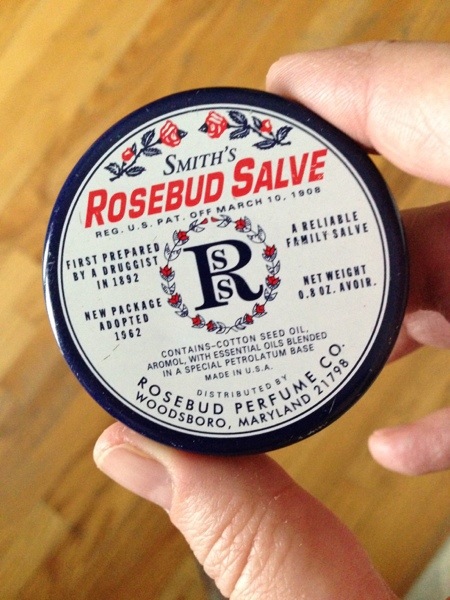 SMITH'S
ROSEBUD SALVE
REG. U.S. PAT. OFF MARCH 10, 1908
FIRST PREPARED
BY A DRUGGIST
IN 1892
NEW PACKAGE
ADOPTED
1962
RSS
A RELIABLE
FAMILY SALVE
NET WEIGHT
0.8 OZ. AVOIR.
CONTAINS-COTTON SEED OIL,
AROMOL, WITH ESSENTIAL OILS BLENDED
IN A SPECIAL PETROLATUM BASE
MADE IN U.S.A.
DISTRIBUTED BY
ROSEBUD PERFUME CO.
WOODSBORO, MARYLAND 21798